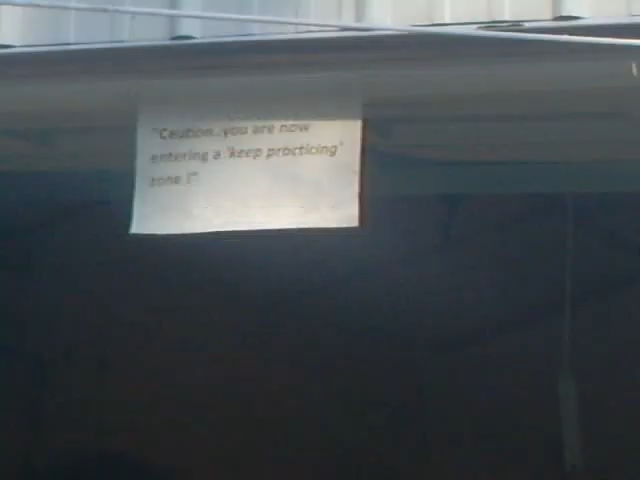 "Caution..you are now
entering a 'keep practicing'
zone !"